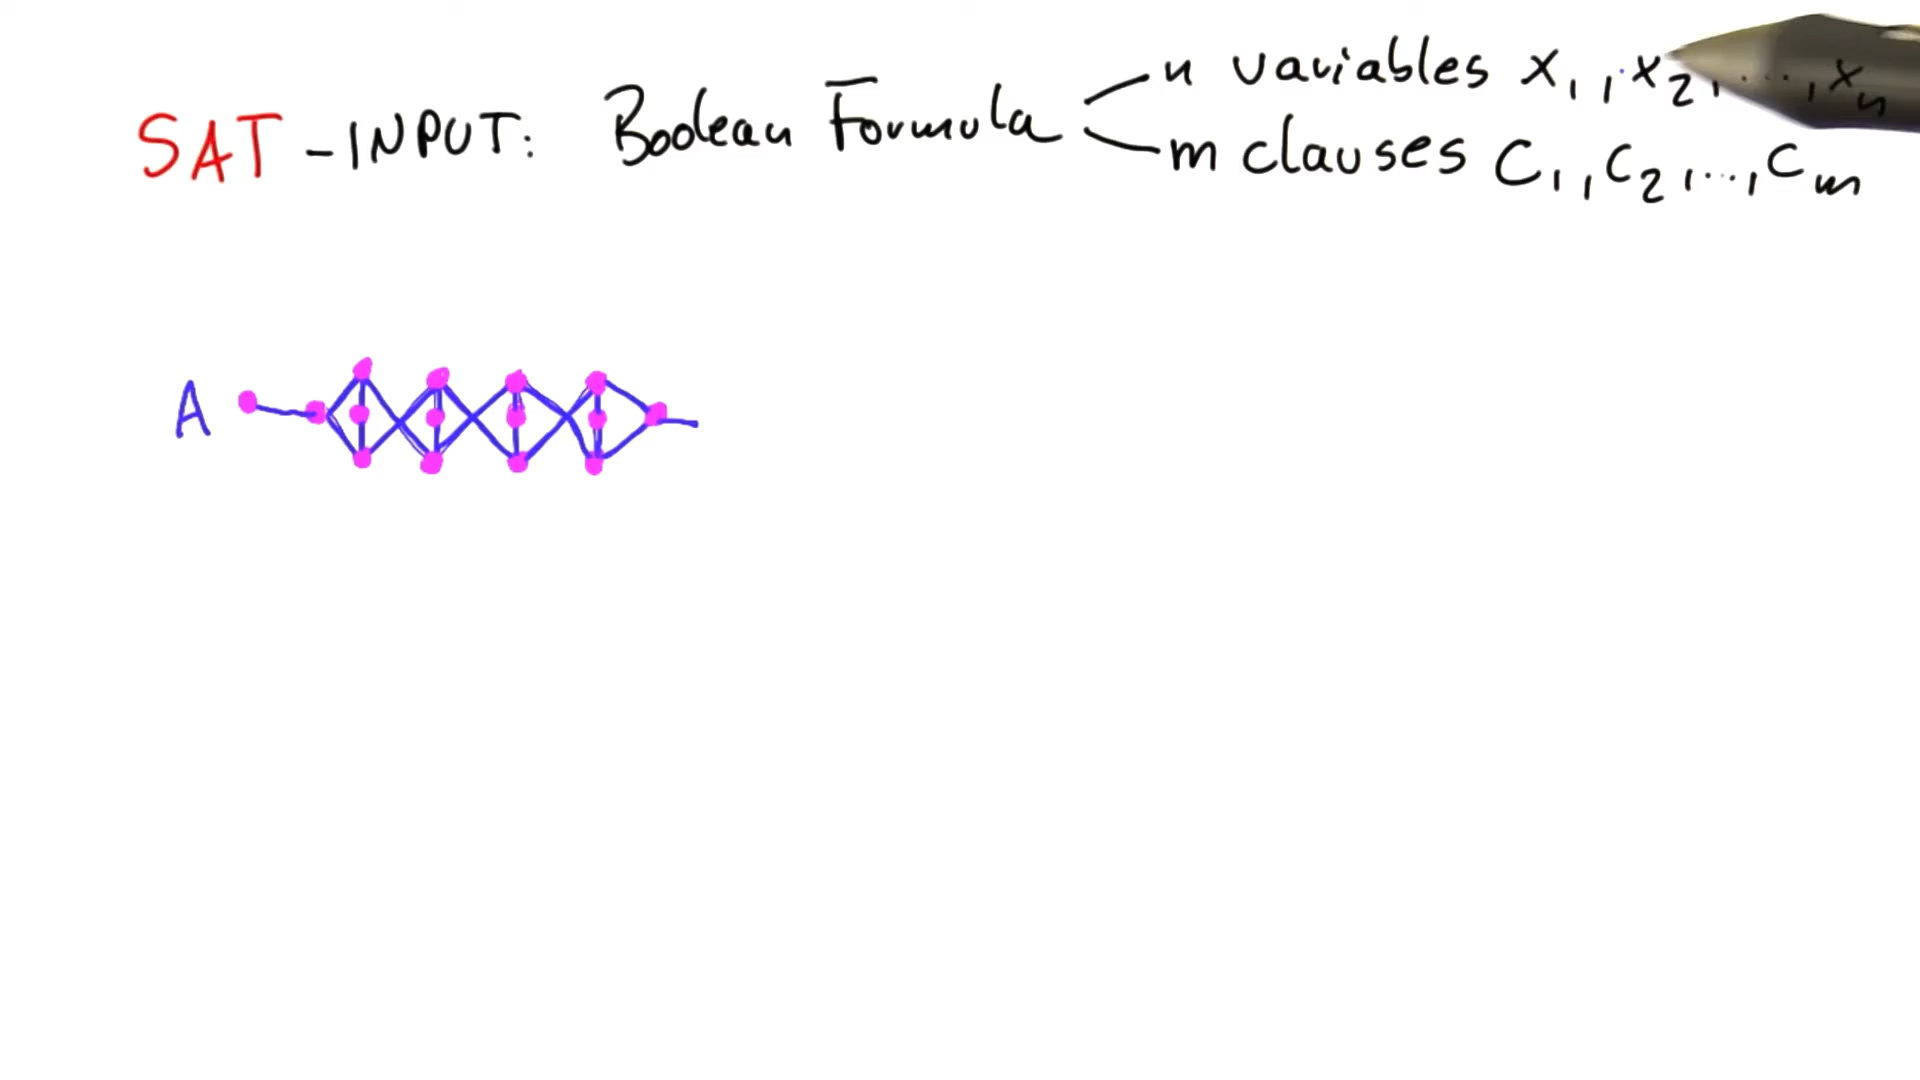 n variables x₁, x₂, ..., xₙ
SAT - INPUT: Boolean Formula
m clauses C₁, C₂, ..., Cₘ
A